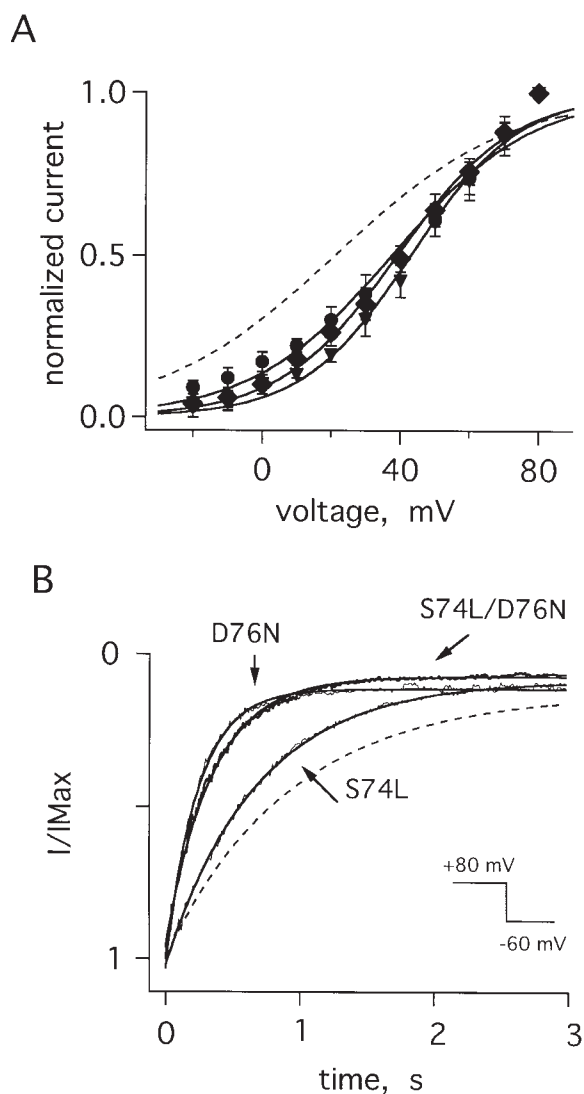 A
1.0
0.5
0.0
normalized current
0 40 80
voltage, mV
B
S74L/D76N
D76N
0
S74L
I/IMax
+80 mV
-60 mV
1
0 1 2 3
time, s